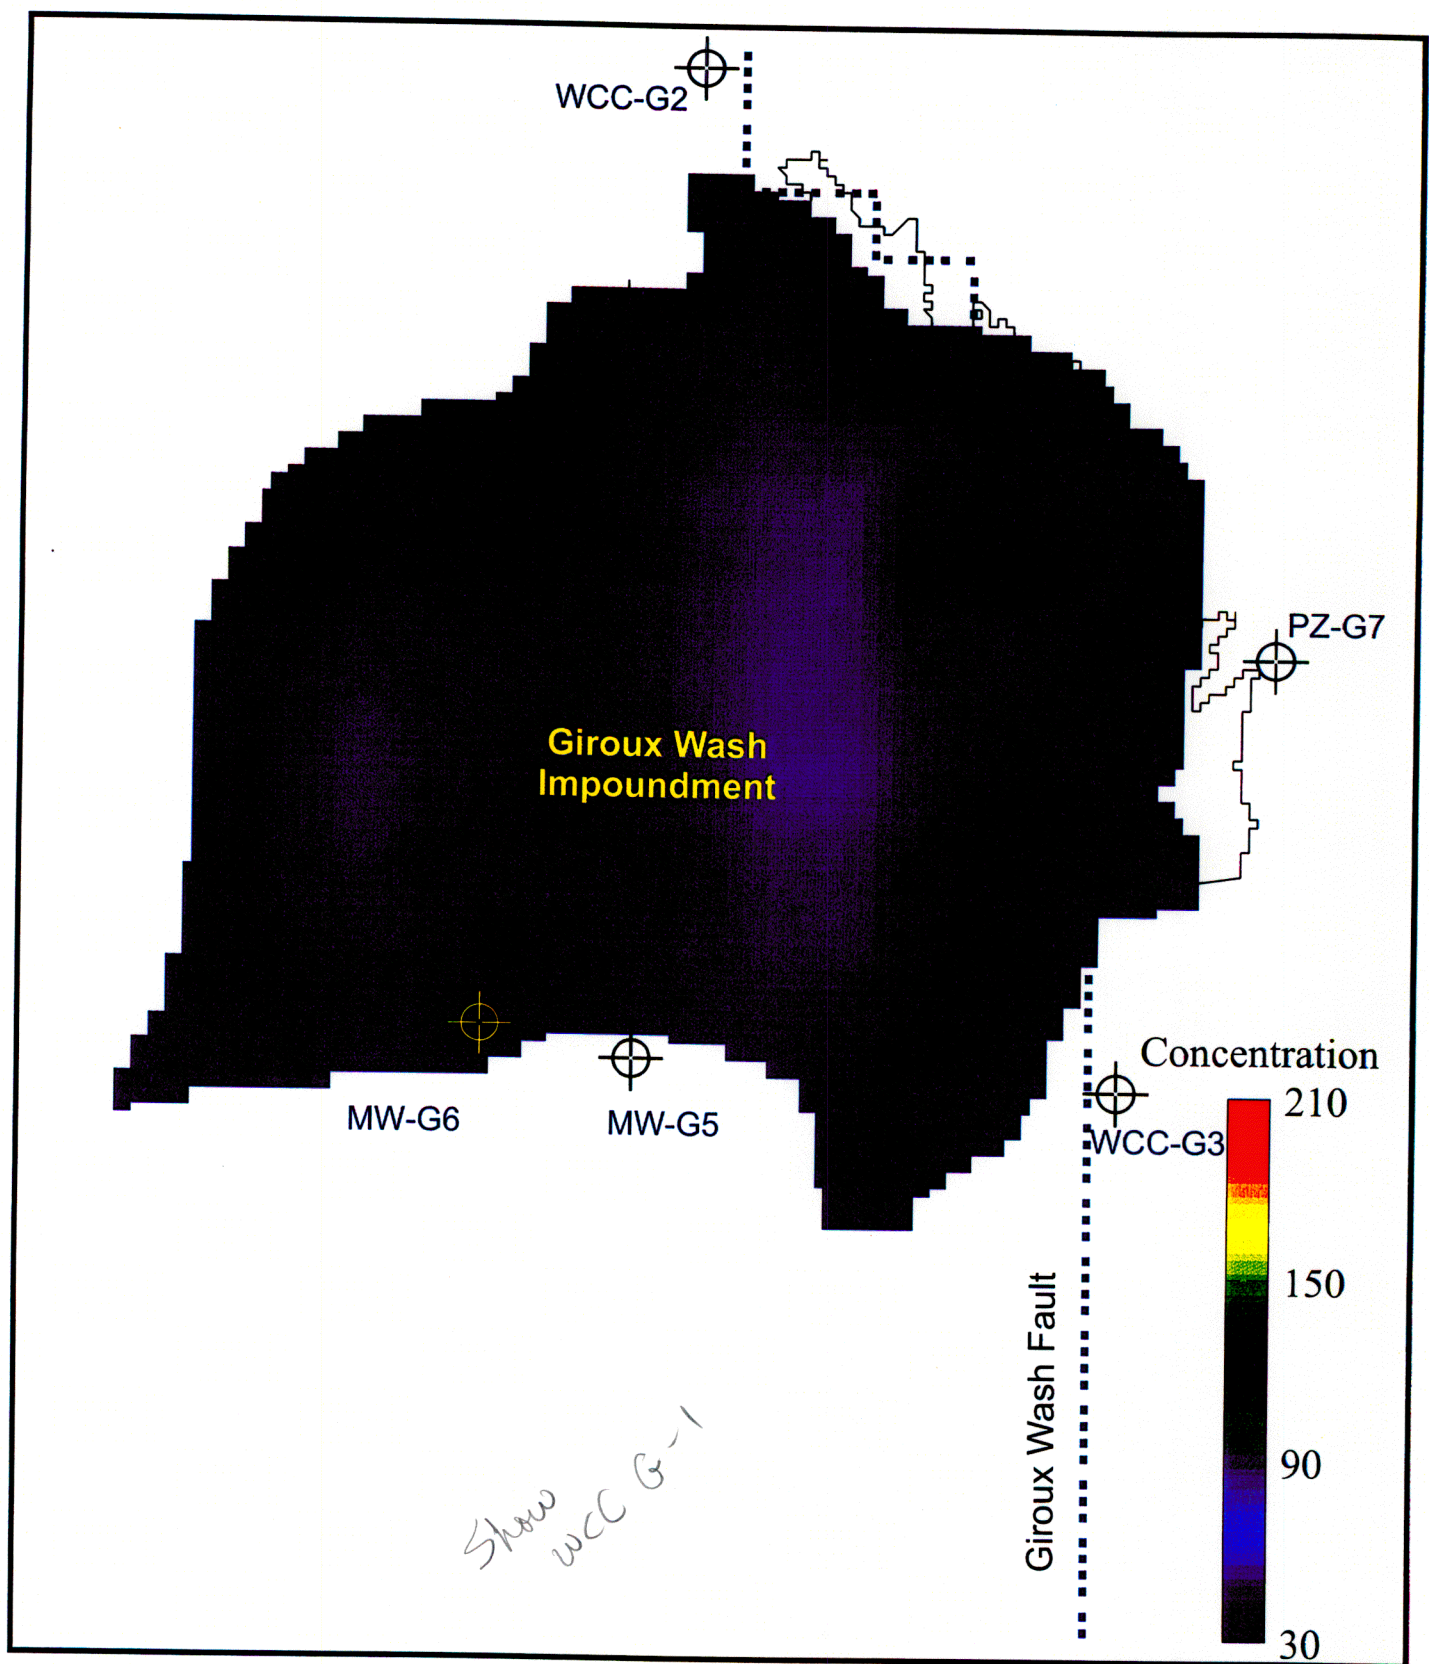 WCC-G2
PZ-G7
Giroux Wash
Impoundment
MW-G6
MW-G5
WCC-G3
Concentration
210
150
90
30
Giroux Wash Fault
Show
WCC G-1